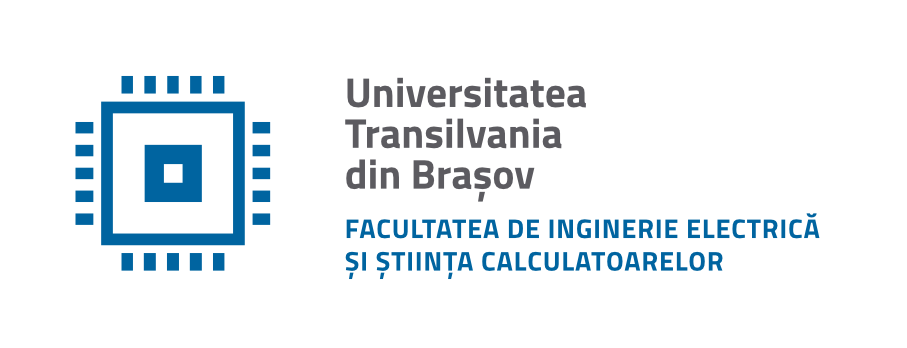 Universitatea
Transilvania
din Brașov
FACULTATEA DE INGINERIE ELECTRICĂ
ȘI ȘTIINȚA CALCULATOARELOR